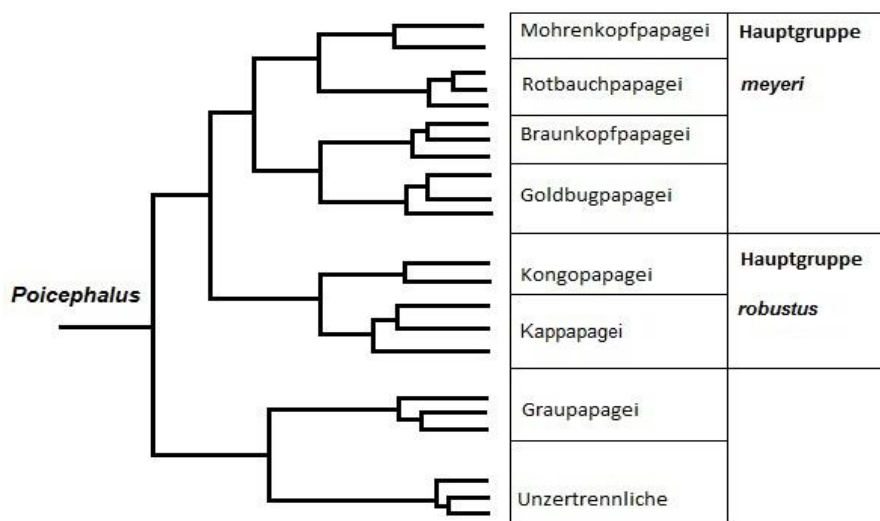 Mohrenkopfpapagei
Hauptgruppe
Rotbauchpapagei
meyeri
Braunkopfpapagei
Goldbugpapagei
Hauptgruppe
Kongopapagei
Poicephalus
robustus
Kappapagei
Graupapagei
Unzertrennliche